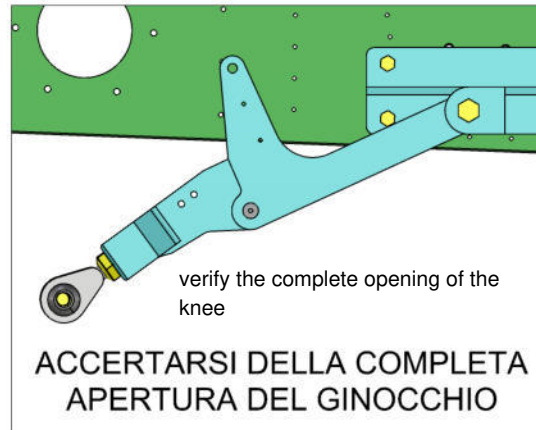 verify the complete opening of the
knee
ACCERTARSI DELLA COMPLETA
APERTURA DEL GINOCCHIO